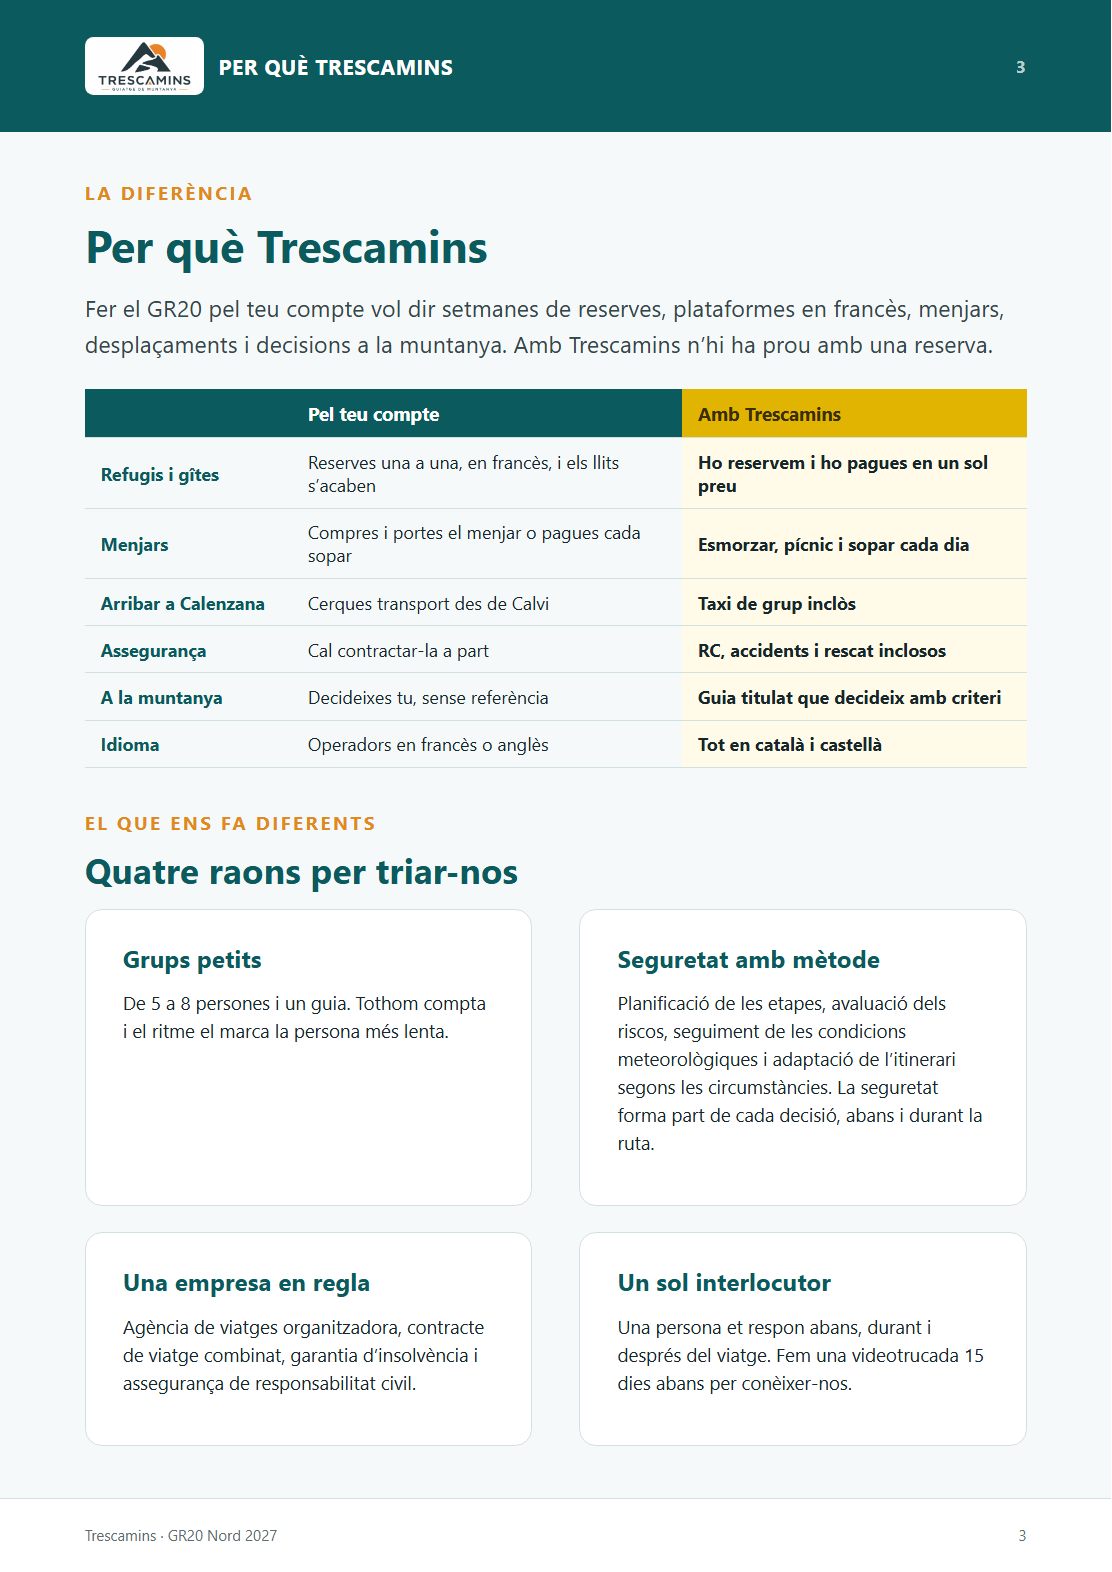 TRESCAMINS
GUIATGE DE MUNTANYA
PER QUÈ TRESCAMINS
3
LA DIFERÈNCIA
Per què Trescamins
Fer el GR20 pel teu compte vol dir setmanes de reserves, plataformes en francès, menjars,
desplaçaments i decisions a la muntanya. Amb Trescamins n’hi ha prou amb una reserva.
Pel teu compte
Amb Trescamins
Refugis i gîtes
Reserves una a una, en francès, i els llits
s’acaben
Ho reservem i ho pagues en un sol
preu
Menjars
Compres i portes el menjar o pagues cada
sopar
Esmorzar, pícnic i sopar cada dia
Arribar a Calenzana
Cerques transport des de Calvi
Taxi de grup inclòs
Assegurança
Cal contractar-la a part
RC, accidents i rescat inclosos
A la muntanya
Decideixes tu, sense referència
Guia titulat que decideix amb criteri
Idioma
Operadors en francès o anglès
Tot en català i castellà
EL QUE ENS FA DIFERENTS
Quatre raons per triar-nos
Grups petits
De 5 a 8 persones i un guia. Tothom compta
i el ritme el marca la persona més lenta.
Seguretat amb mètode
Planificació de les etapes, avaluació dels
riscos, seguiment de les condicions
meteorològiques i adaptació de l’itinerari
segons les circumstàncies. La seguretat
forma part de cada decisió, abans i durant la
ruta.
Una empresa en regla
Agència de viatges organitzadora, contracte
de viatge combinat, garantia d’insolvència i
assegurança de responsabilitat civil.
Un sol interlocutor
Una persona et respon abans, durant i
després del viatge. Fem una videotrucada 15
dies abans per conèixer-nos.
Trescamins · GR20 Nord 2027
3